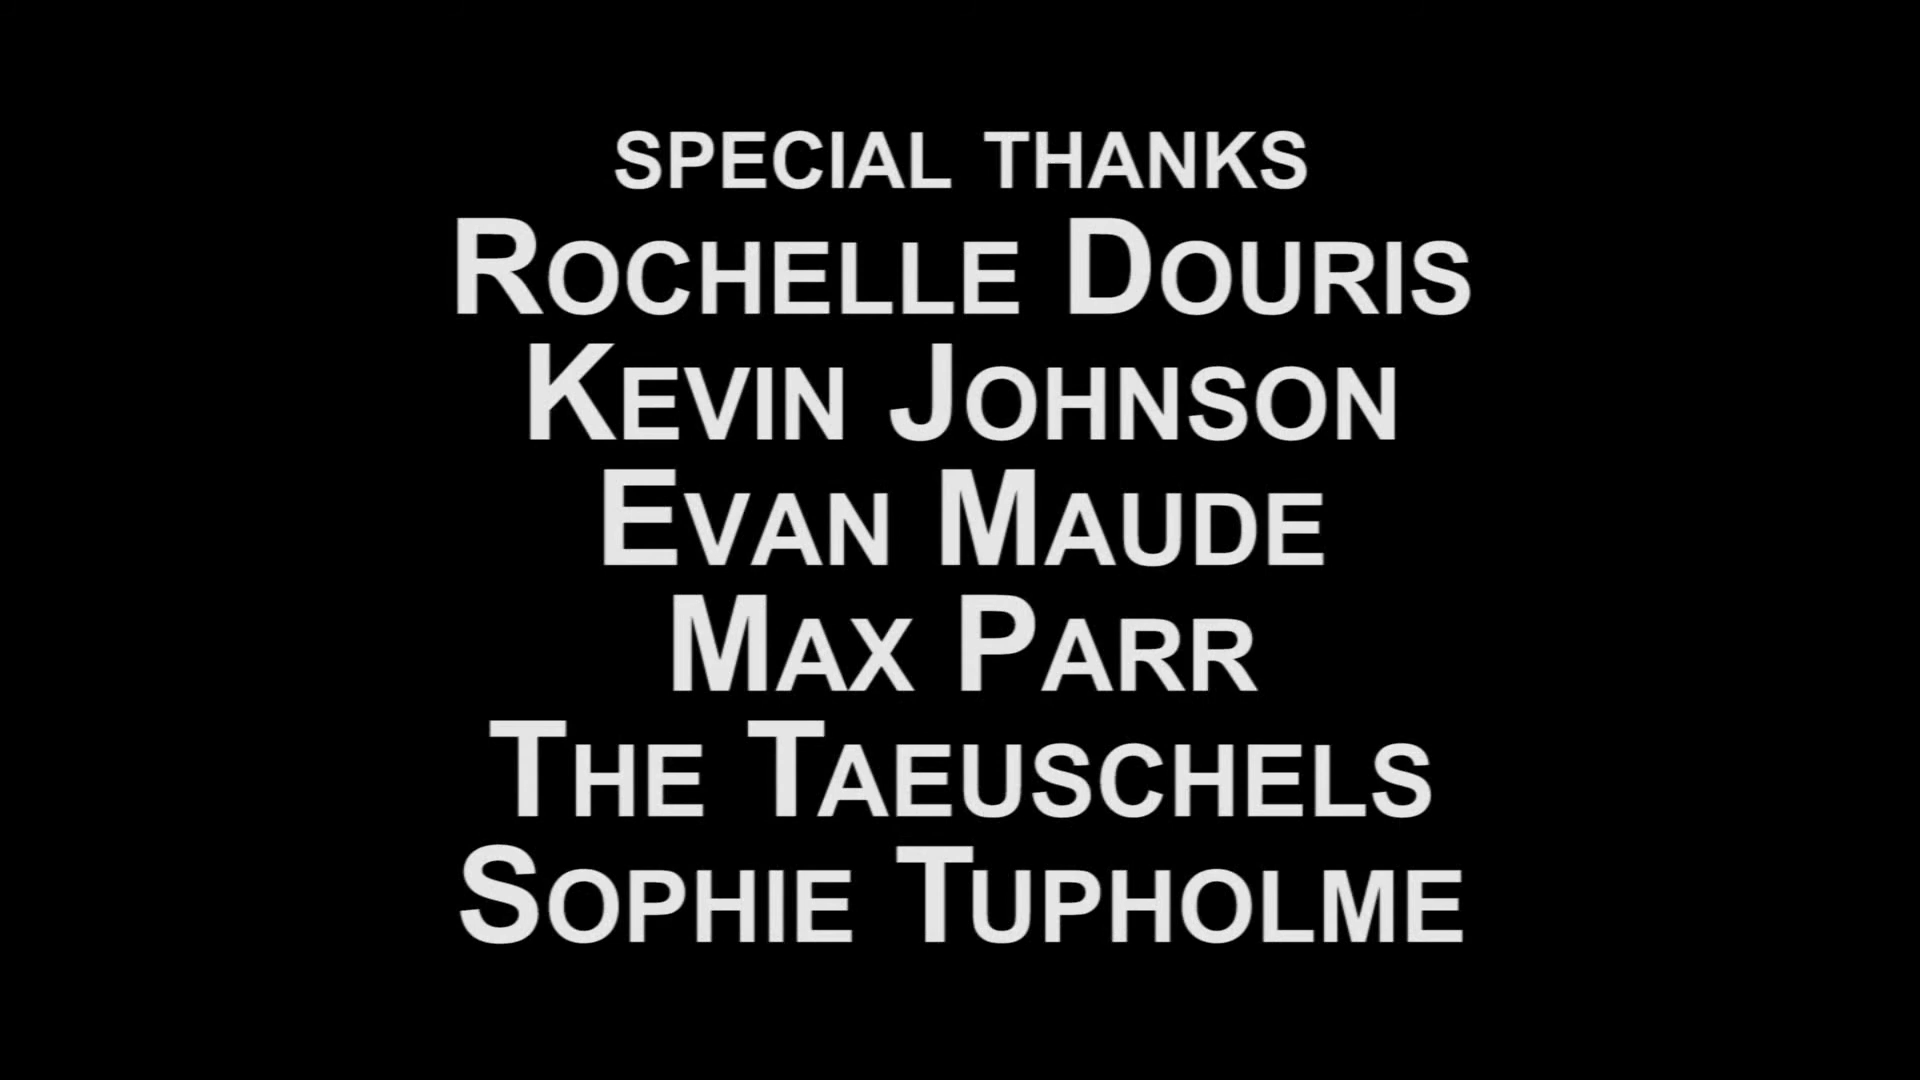 SPECIAL THANKS
ROCHELLE DOURIS
KEVIN JOHNSON
EVAN MAUDE
MAX PARR
THE TAEUSCHELS
SOPHIE TUPHOLME